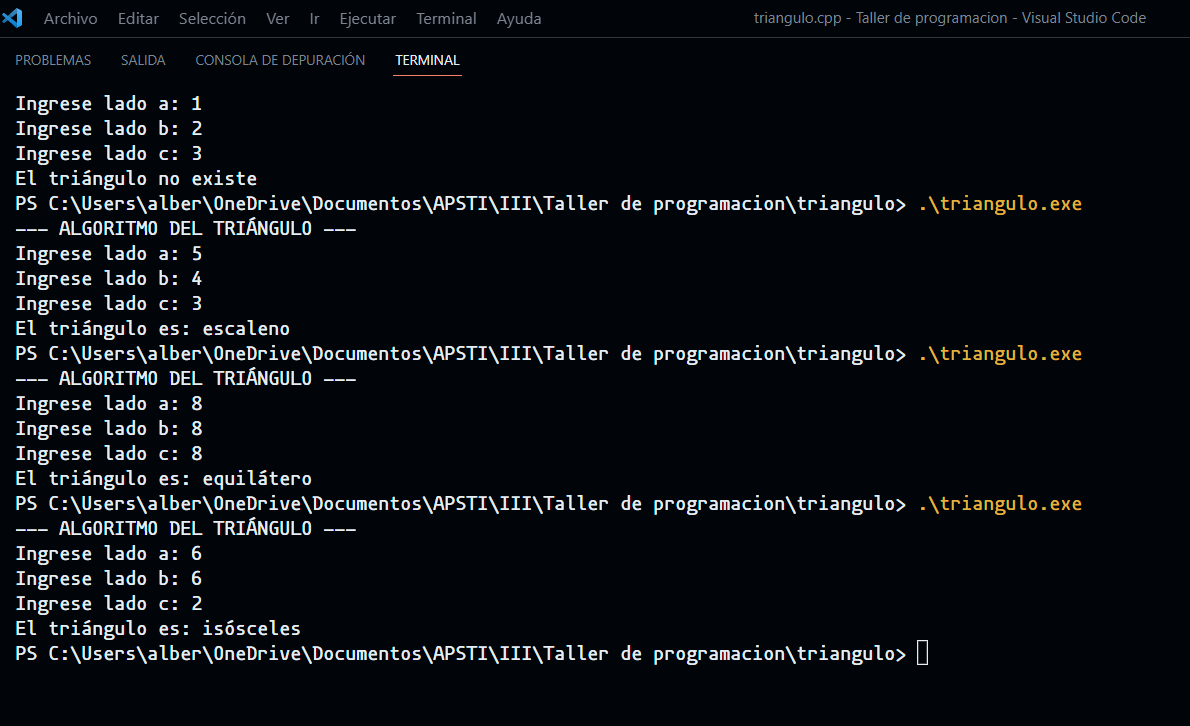 Archivo Editar Selección Ver Ir Ejecutar Terminal Ayuda triangulo.cpp - Taller de programacion - Visual Studio Code
PROBLEMAS SALIDA CONSOLA DE DEPURACIÓN TERMINAL
Ingrese lado a: 1
Ingrese lado b: 2
Ingrese lado c: 3
El triángulo no existe
PS C:\Users\alber\OneDrive\Documentos\APSTI\III\Taller de programacion\triangulo> .\triangulo.exe
--- ALGORITMO DEL TRIÁNGULO ---
Ingrese lado a: 5
Ingrese lado b: 4
Ingrese lado c: 3
El triángulo es: escaleno
PS C:\Users\alber\OneDrive\Documentos\APSTI\III\Taller de programacion\triangulo> .\triangulo.exe
--- ALGORITMO DEL TRIÁNGULO ---
Ingrese lado a: 8
Ingrese lado b: 8
Ingrese lado c: 8
El triángulo es: equilátero
PS C:\Users\alber\OneDrive\Documentos\APSTI\III\Taller de programacion\triangulo> .\triangulo.exe
--- ALGORITMO DEL TRIÁNGULO ---
Ingrese lado a: 6
Ingrese lado b: 6
Ingrese lado c: 2
El triángulo es: isósceles
PS C:\Users\alber\OneDrive\Documentos\APSTI\III\Taller de programacion\triangulo>